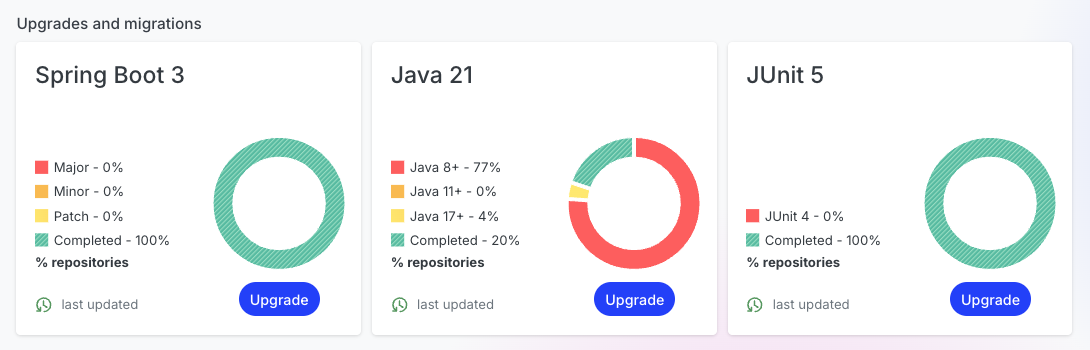 Upgrades and migrations
Spring Boot 3
Major - 0%
Minor - 0%
Patch - 0%
Completed - 100%
% repositories
last updated
Upgrade
Java 21
Java 8+ - 77%
Java 11+ - 0%
Java 17+ - 4%
Completed - 20%
% repositories
last updated
Upgrade
JUnit 5
JUnit 4 - 0%
Completed - 100%
% repositories
last updated
Upgrade